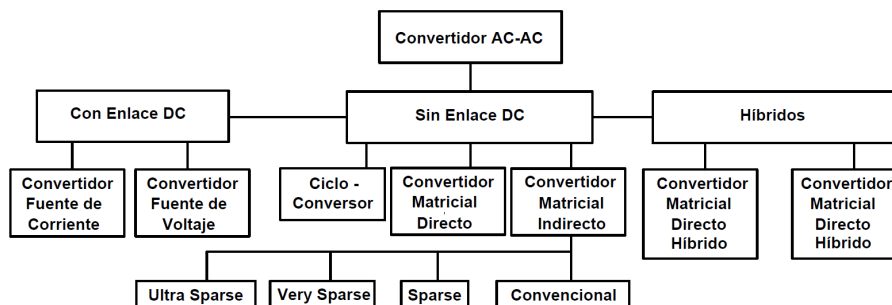 Convertidor AC-AC
Con Enlace DC
Sin Enlace DC
Híbridos
Convertidor
Fuente de
Corriente
Convertidor
Fuente de
Voltaje
Ciclo -
Conversor
Convertidor
Matricial
Directo
Convertidor
Matricial
Indirecto
Convertidor
Matricial
Directo
Híbrido
Convertidor
Matricial
Directo
Híbrido
Ultra Sparse
Very Sparse
Sparse
Convencional